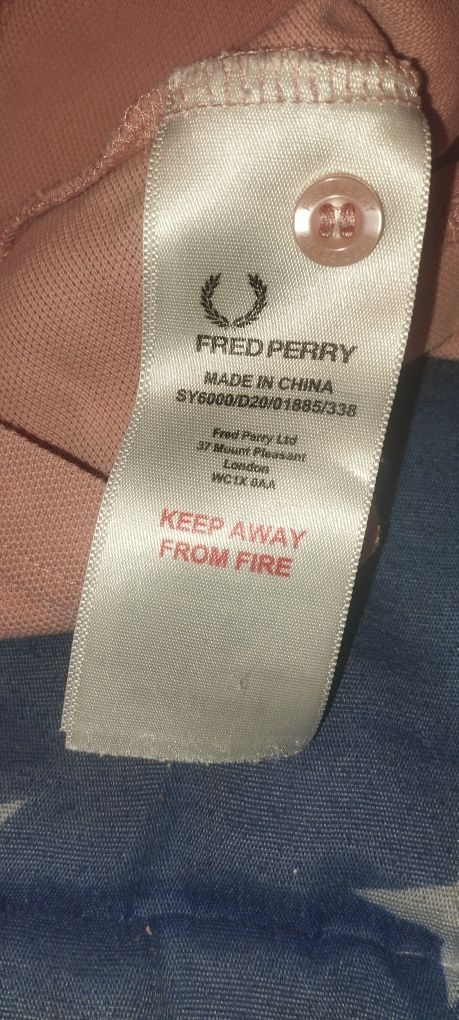 FRED PERRY
MADE IN CHINA
SY6000/D20/01885/338
Fred Perry Ltd
37 Mount Pleasant
London
WC1X 0AA
KEEP AWAY
FROM FIRE